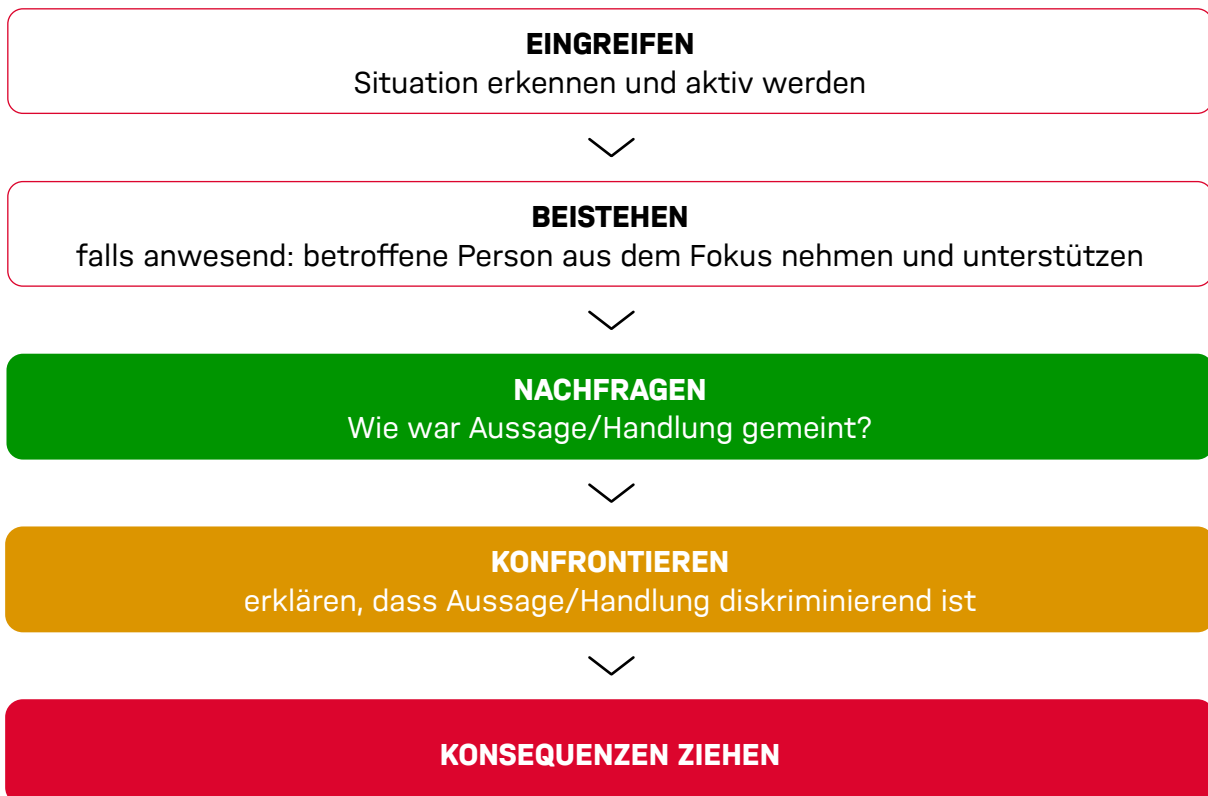 EINGREIFEN
Situation erkennen und aktiv werden
BEISTEHEN
falls anwesend: betroffene Person aus dem Fokus nehmen und unterstützen
NACHFRAGEN
Wie war Aussage/Handlung gemeint?
KONFRONTIEREN
erklären, dass Aussage/Handlung diskriminierend ist
KONSEQUENZEN ZIEHEN